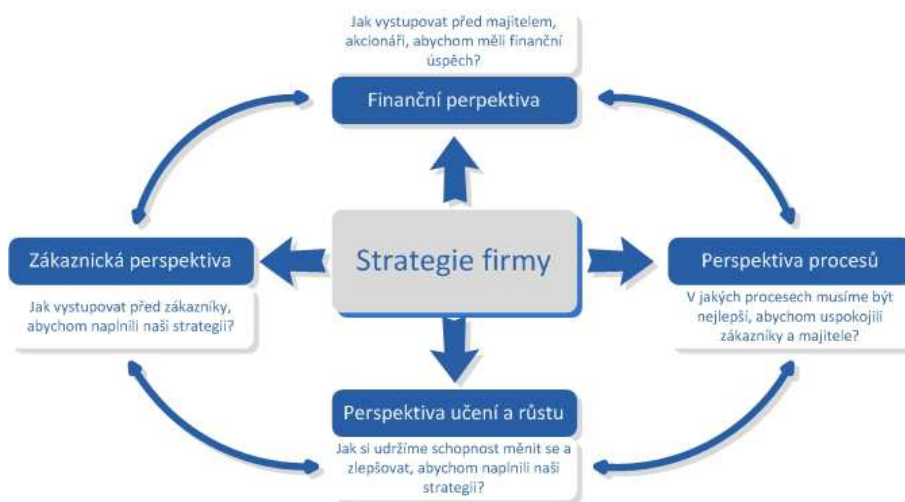 Jak vystupovat před majitelem,
akcionáři, abychom měli finanční
úspěch?
Finanční perpektiva
Zákaznická perspektiva
Jak vystupovat před zákazníky,
abychom naplnili naši strategii?
Strategie firmy
Perspektiva procesů
V jakých procesech musíme být
nejlepší, abychom uspokojili
zákazníky a majitele?
Perspektiva učení a růstu
Jak si udržíme schopnost měnit se a
zlepšovat, abychom naplnili naši
strategii?